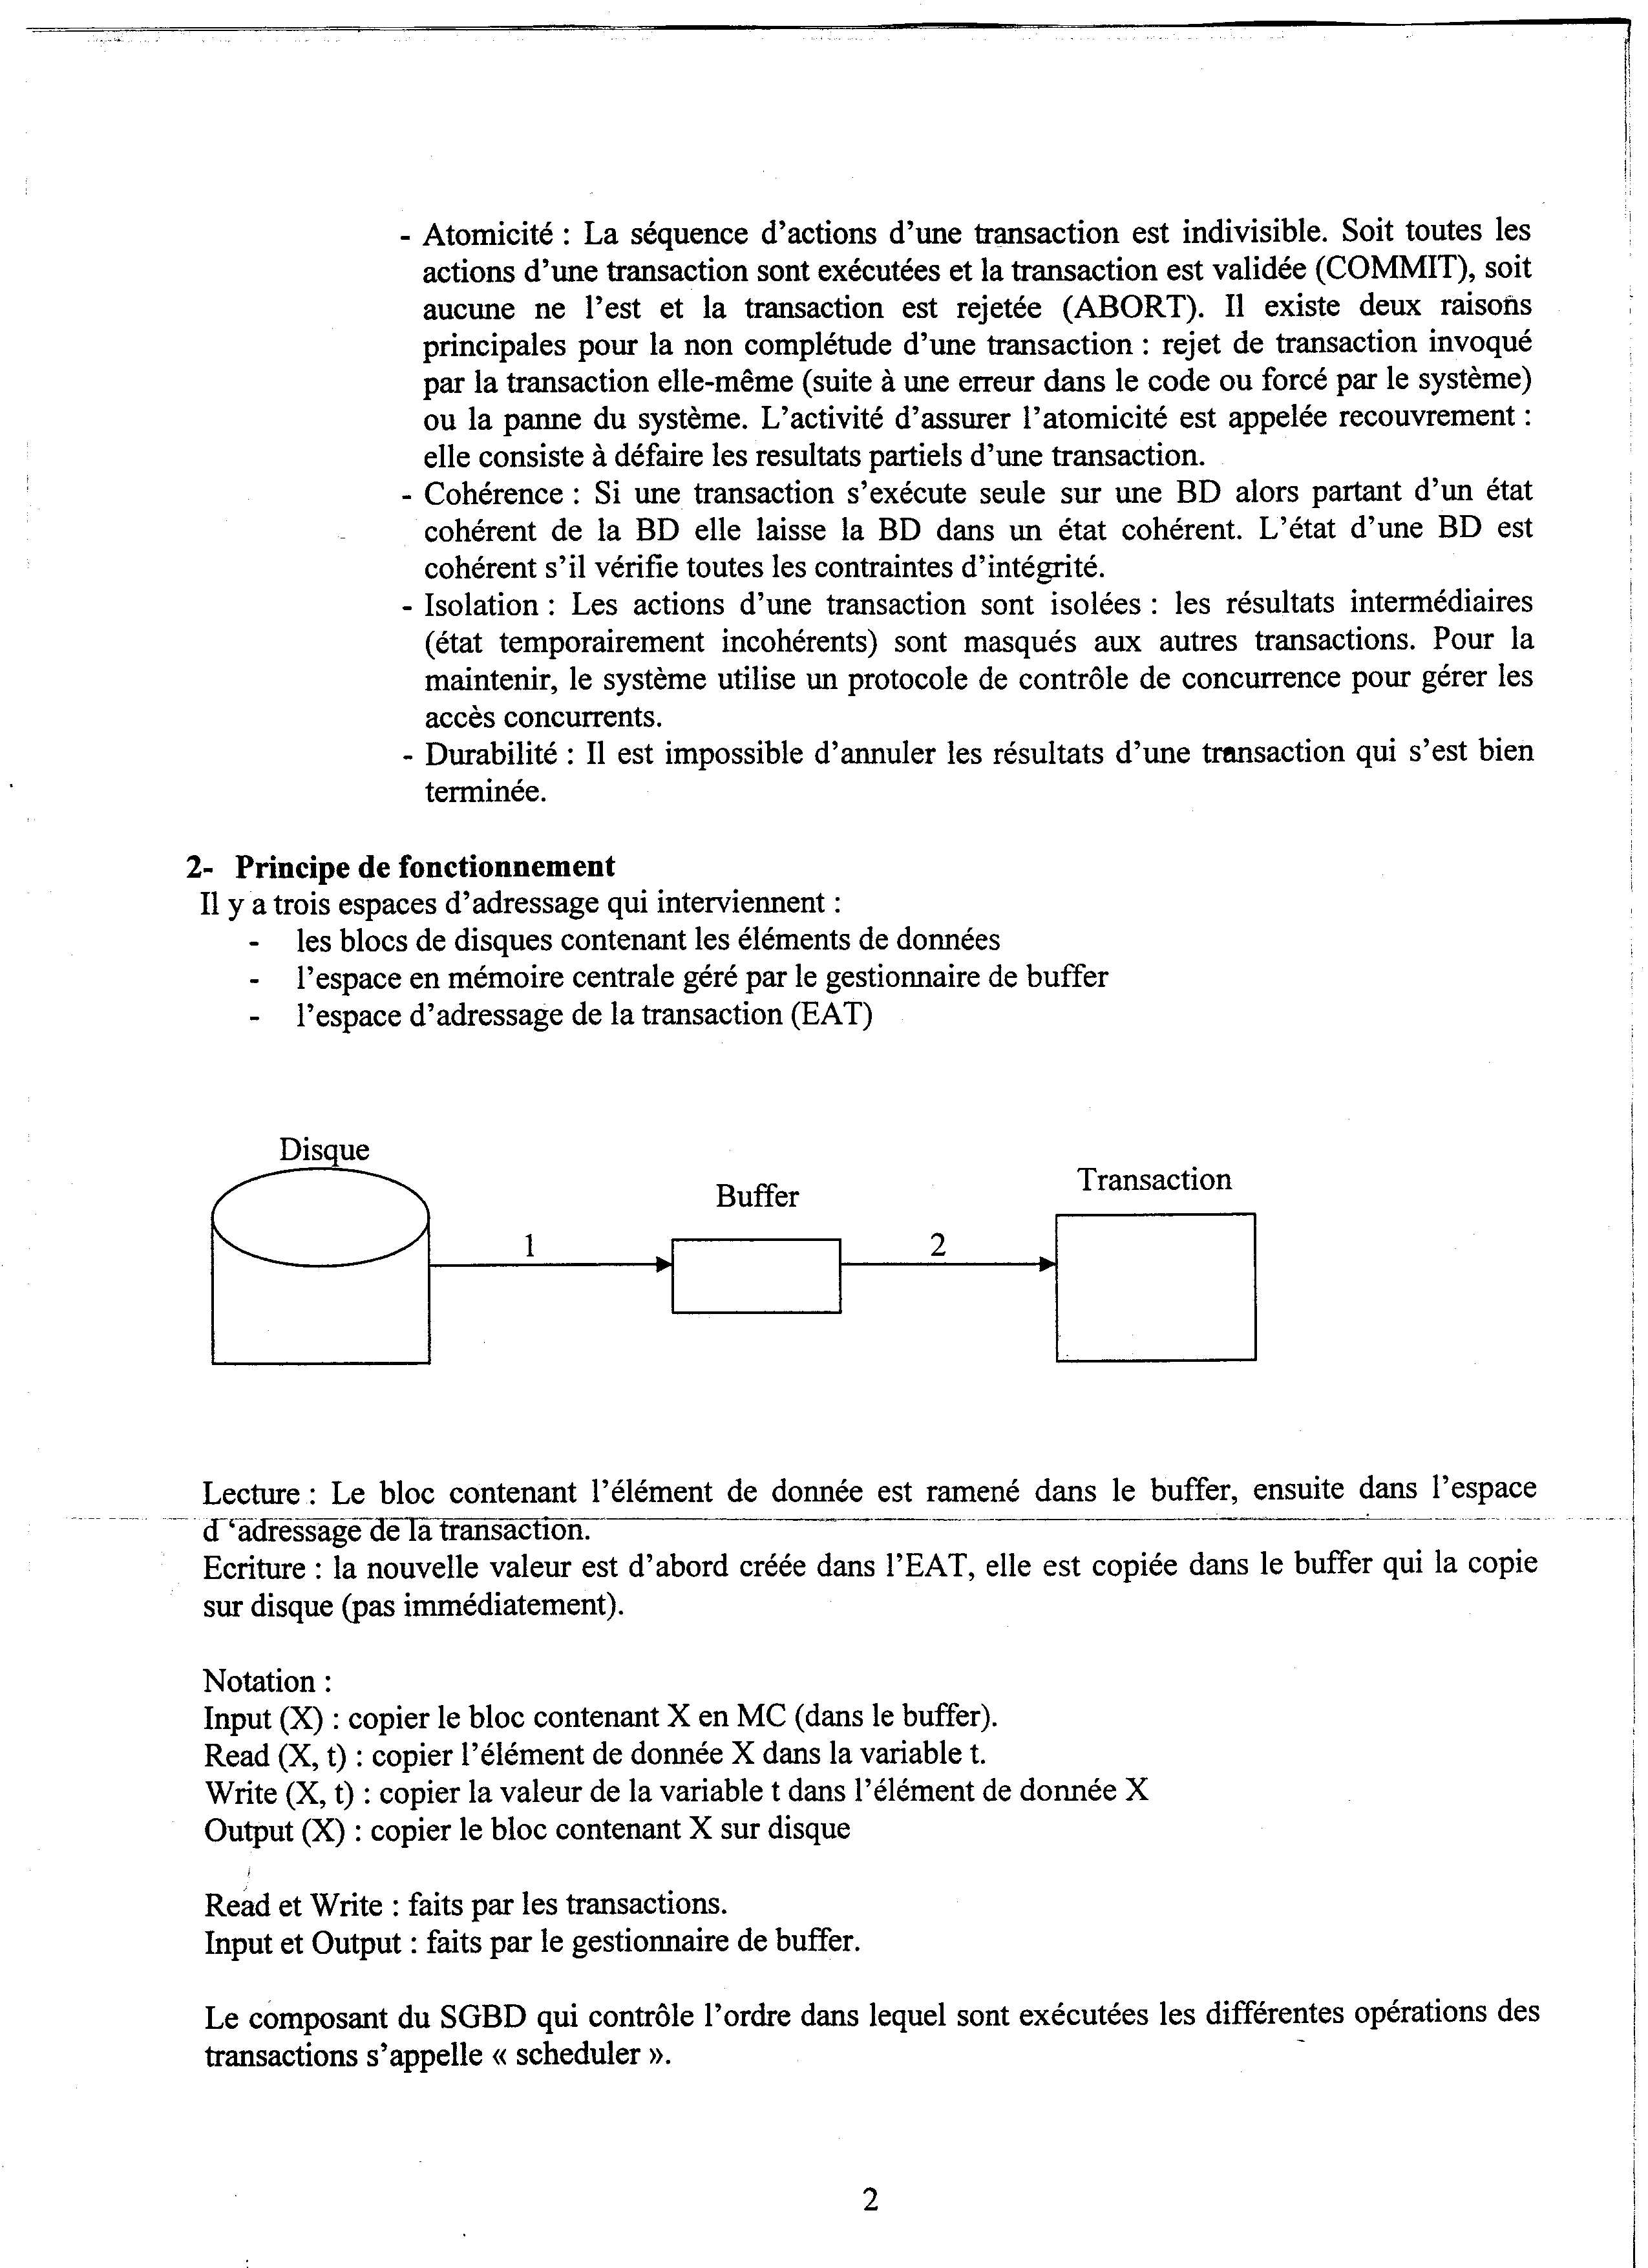 - Atomicité : La séquence d'actions d'une transaction est indivisible. Soit toutes les
actions d'une transaction sont exécutées et la transaction est validée (COMMIT), soit
aucune ne l'est et la transaction est rejetée (ABORT). Il existe deux raisons
principales pour la non complétude d'une transaction : rejet de transaction invoqué
par la transaction elle-même (suite à une erreur dans le code ou forcé par le système)
ou la panne du système. L'activité d'assurer l'atomicité est appelée recouvrement :
elle consiste à défaire les resultats partiels d'une transaction.
- Cohérence : Si une transaction s'exécute seule sur une BD alors partant d'un état
cohérent de la BD elle laisse la BD dans un état cohérent. L'état d'une BD est
cohérent s'il vérifie toutes les contraintes d'intégrité.
- Isolation : Les actions d'une transaction sont isolées : les résultats intermédiaires
(état temporairement incohérents) sont masqués aux autres transactions. Pour la
maintenir, le système utilise un protocole de contrôle de concurrence pour gérer les
accès concurrents.
- Durabilité : Il est impossible d'annuler les résultats d'une transaction qui s'est bien
terminée.
2- Principe de fonctionnement
Il y a trois espaces d'adressage qui interviennent :
- les blocs de disques contenant les éléments de données
- l'espace en mémoire centrale géré par le gestionnaire de buffer
- l'espace d'adressage de la transaction (EAT)
Disque
Buffer
Transaction
1
2
Lecture : Le bloc contenant l'élément de donnée est ramené dans le buffer, ensuite dans l'espace
d 'adressage de la transaction.
Ecriture : la nouvelle valeur est d'abord créée dans l'EAT, elle est copiée dans le buffer qui la copie
sur disque (pas immédiatement).
Notation :
Input (X) : copier le bloc contenant X en MC (dans le buffer).
Read (X, t) : copier l'élément de donnée X dans la variable t.
Write (X, t) : copier la valeur de la variable t dans l'élément de donnée X
Output (X) : copier le bloc contenant X sur disque
Read et Write : faits par les transactions.
Input et Output : faits par le gestionnaire de buffer.
Le composant du SGBD qui contrôle l'ordre dans lequel sont exécutées les différentes opérations des
transactions s'appelle « scheduler ».
2